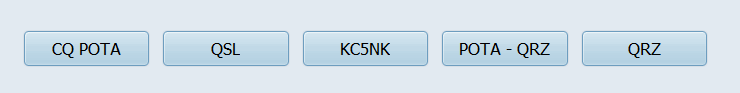 CQ POTA QSL KC5NK POTA - QRZ QRZ